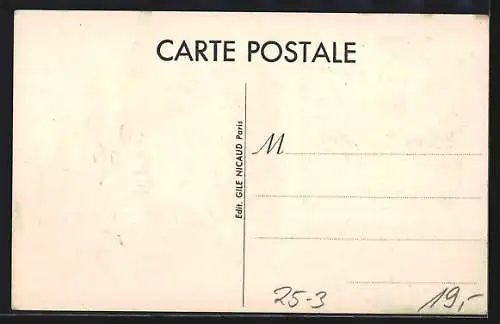 CARTE POSTALE
Edit. GILE NICAUD Paris
M
25-3
19,-